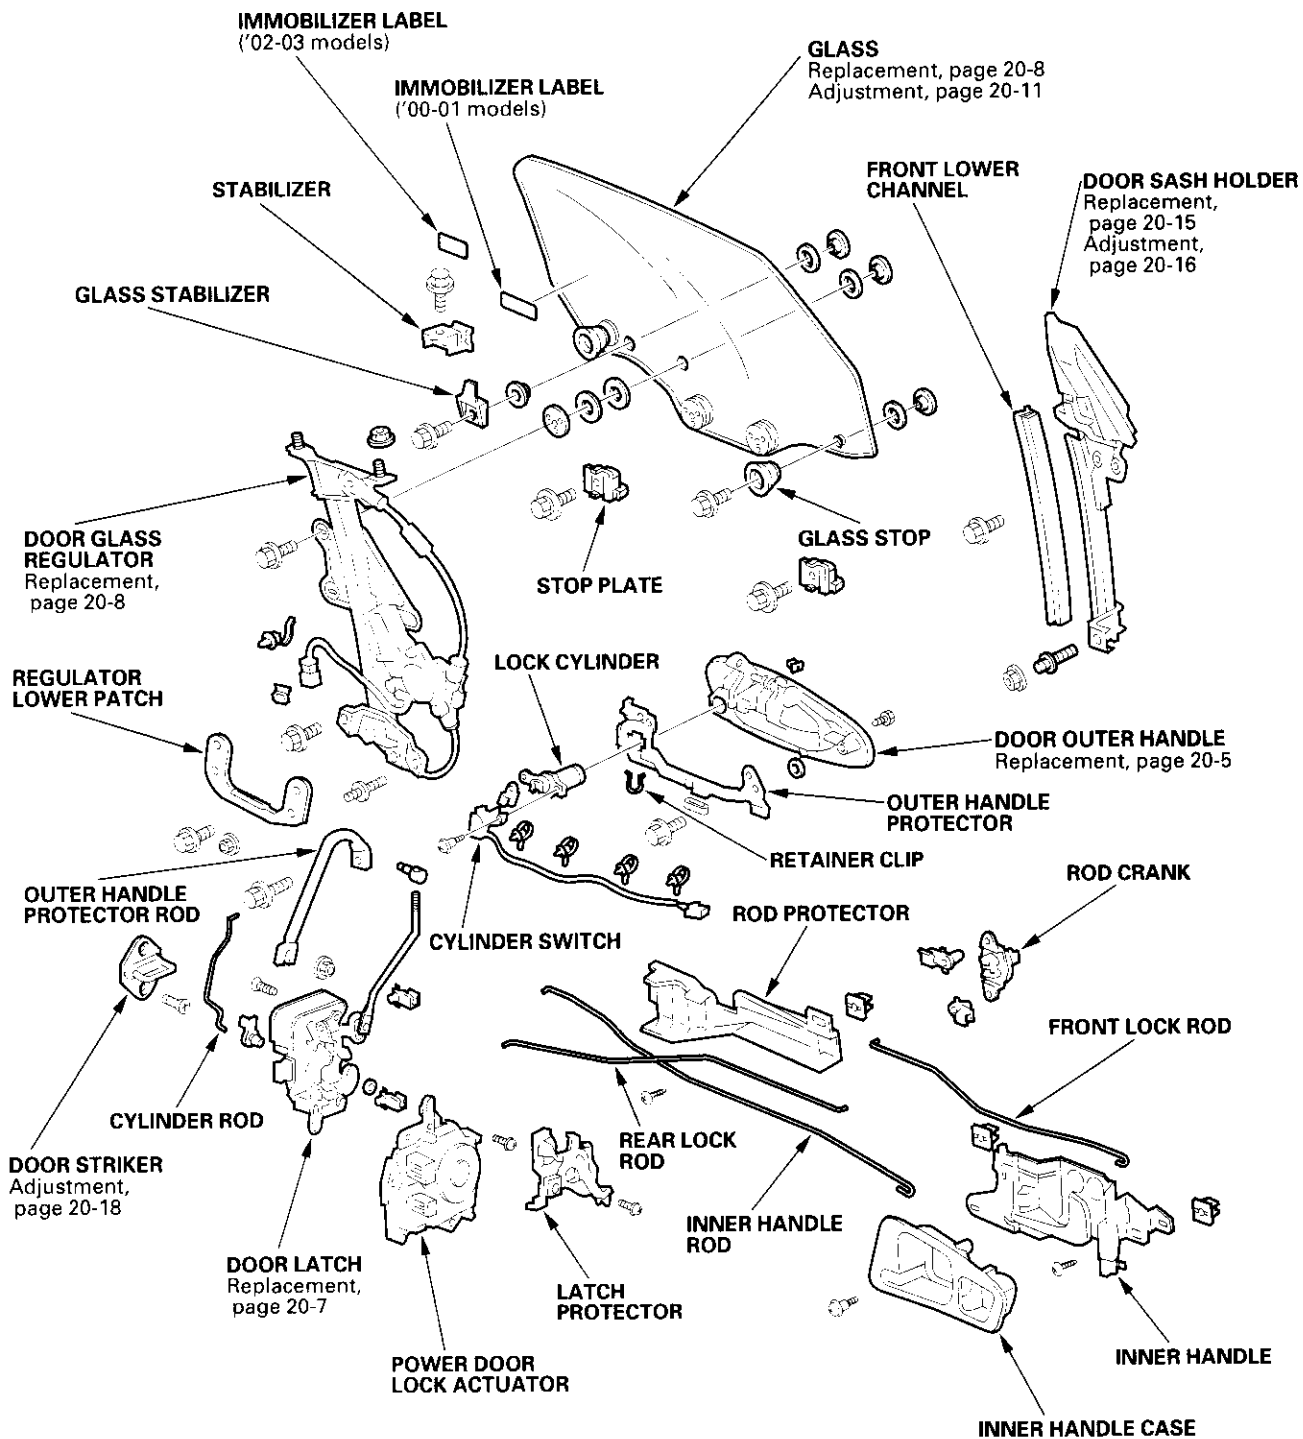 IMMOBILIZER LABEL
('02-03 models)
IMMOBILIZER LABEL
('00-01 models)
GLASS
Replacement, page 20-8
Adjustment, page 20-11
STABILIZER
FRONT LOWER
CHANNEL
DOOR SASH HOLDER
Replacement,
page 20-15
Adjustment,
page 20-16
GLASS STABILIZER
DOOR GLASS
REGULATOR
Replacement,
page 20-8
STOP PLATE
GLASS STOP
REGULATOR
LOWER PATCH
LOCK CYLINDER
DOOR OUTER HANDLE
Replacement, page 20-5
OUTER HANDLE
PROTECTOR
RETAINER CLIP
OUTER HANDLE
PROTECTOR ROD
CYLINDER SWITCH
ROD PROTECTOR
ROD CRANK
FRONT LOCK ROD
CYLINDER ROD
REAR LOCK
ROD
DOOR STRIKER
Adjustment,
page 20-18
INNER HANDLE
ROD
DOOR LATCH
Replacement,
page 20-7
LATCH
PROTECTOR
POWER DOOR
LOCK ACTUATOR
INNER HANDLE
INNER HANDLE CASE